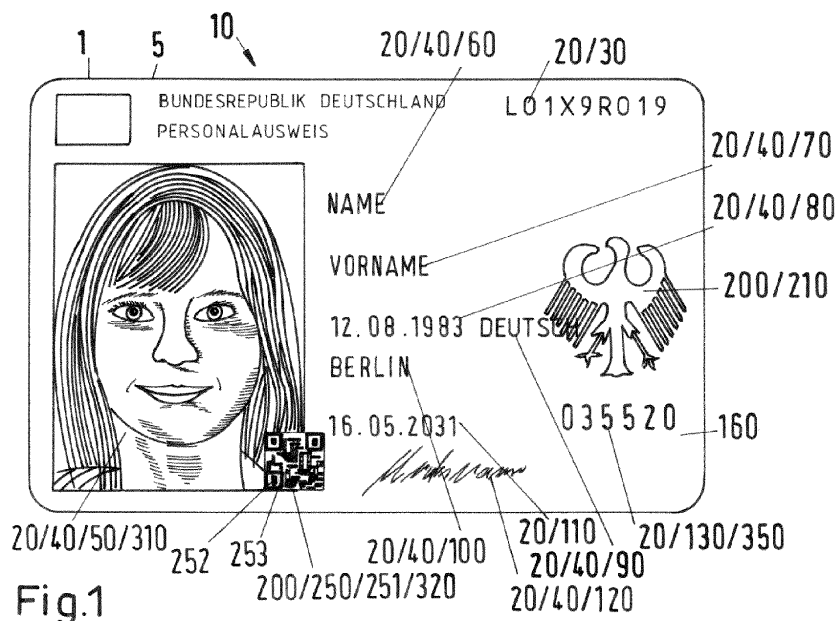 1 5 10 20/40/60 20/30
BUNDESREPUBLIK DEUTSCHLAND
PERSONALAUSWEIS
L01X9R019
20/40/70
NAME
20/40/80
VORNAME
200/210
12.08.1983 DEUTSCH
BERLIN
16.05.2031
035520
160
20/40/50/310
252 253
200/250/251/320
20/40/100
20/110
20/40/90
20/40/120
20/130/350
Fig.1